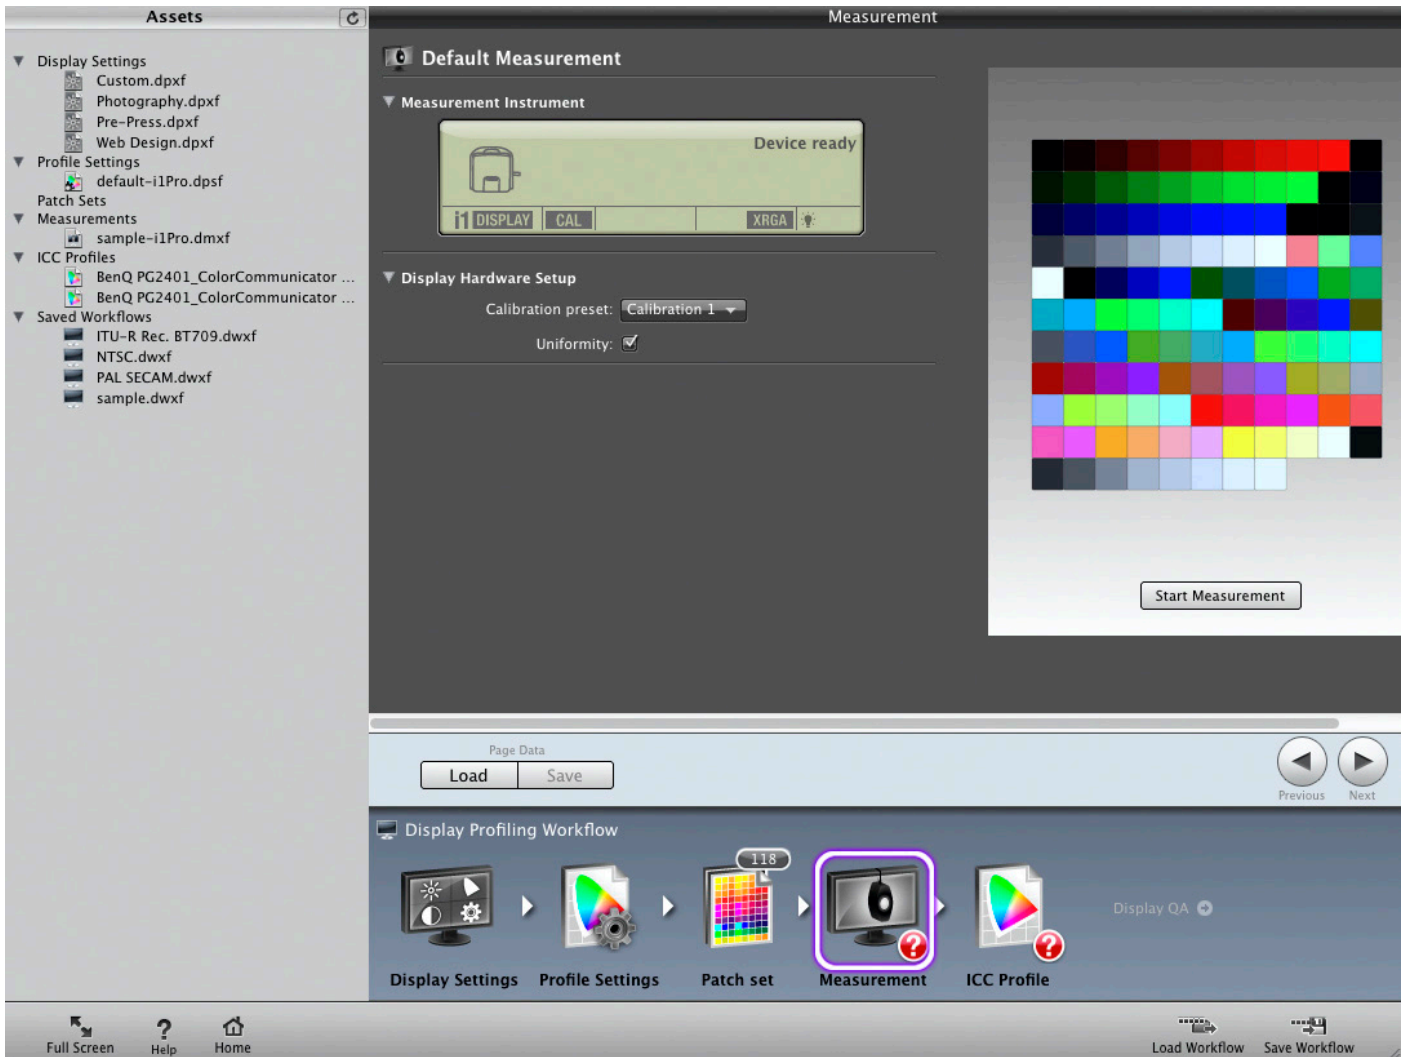 Assets
Measurement
Display Settings
Custom.dpxf
Photography.dpxf
Pre-Press.dpxf
Web Design.dpxf
Profile Settings
default-i1Pro.dpsf
Patch Sets
Measurements
sample-i1Pro.dmxf
ICC Profiles
BenQ PG2401_ColorCommunicator ...
BenQ PG2401_ColorCommunicator ...
Saved Workflows
ITU-R Rec. BT709.dwxf
NTSC.dwxf
PAL SECAM.dwxf
sample.dwxf
Default Measurement
Measurement Instrument
Device ready
i1 DISPLAY CAL XRGA
Display Hardware Setup
Calibration preset: Calibration 1
Uniformity:
Start Measurement
Page Data
Load Save
Previous Next
Display Profiling Workflow
118
Display QA
Display Settings Profile Settings Patch set Measurement ICC Profile
Full Screen Help Home Load Workflow Save Workflow